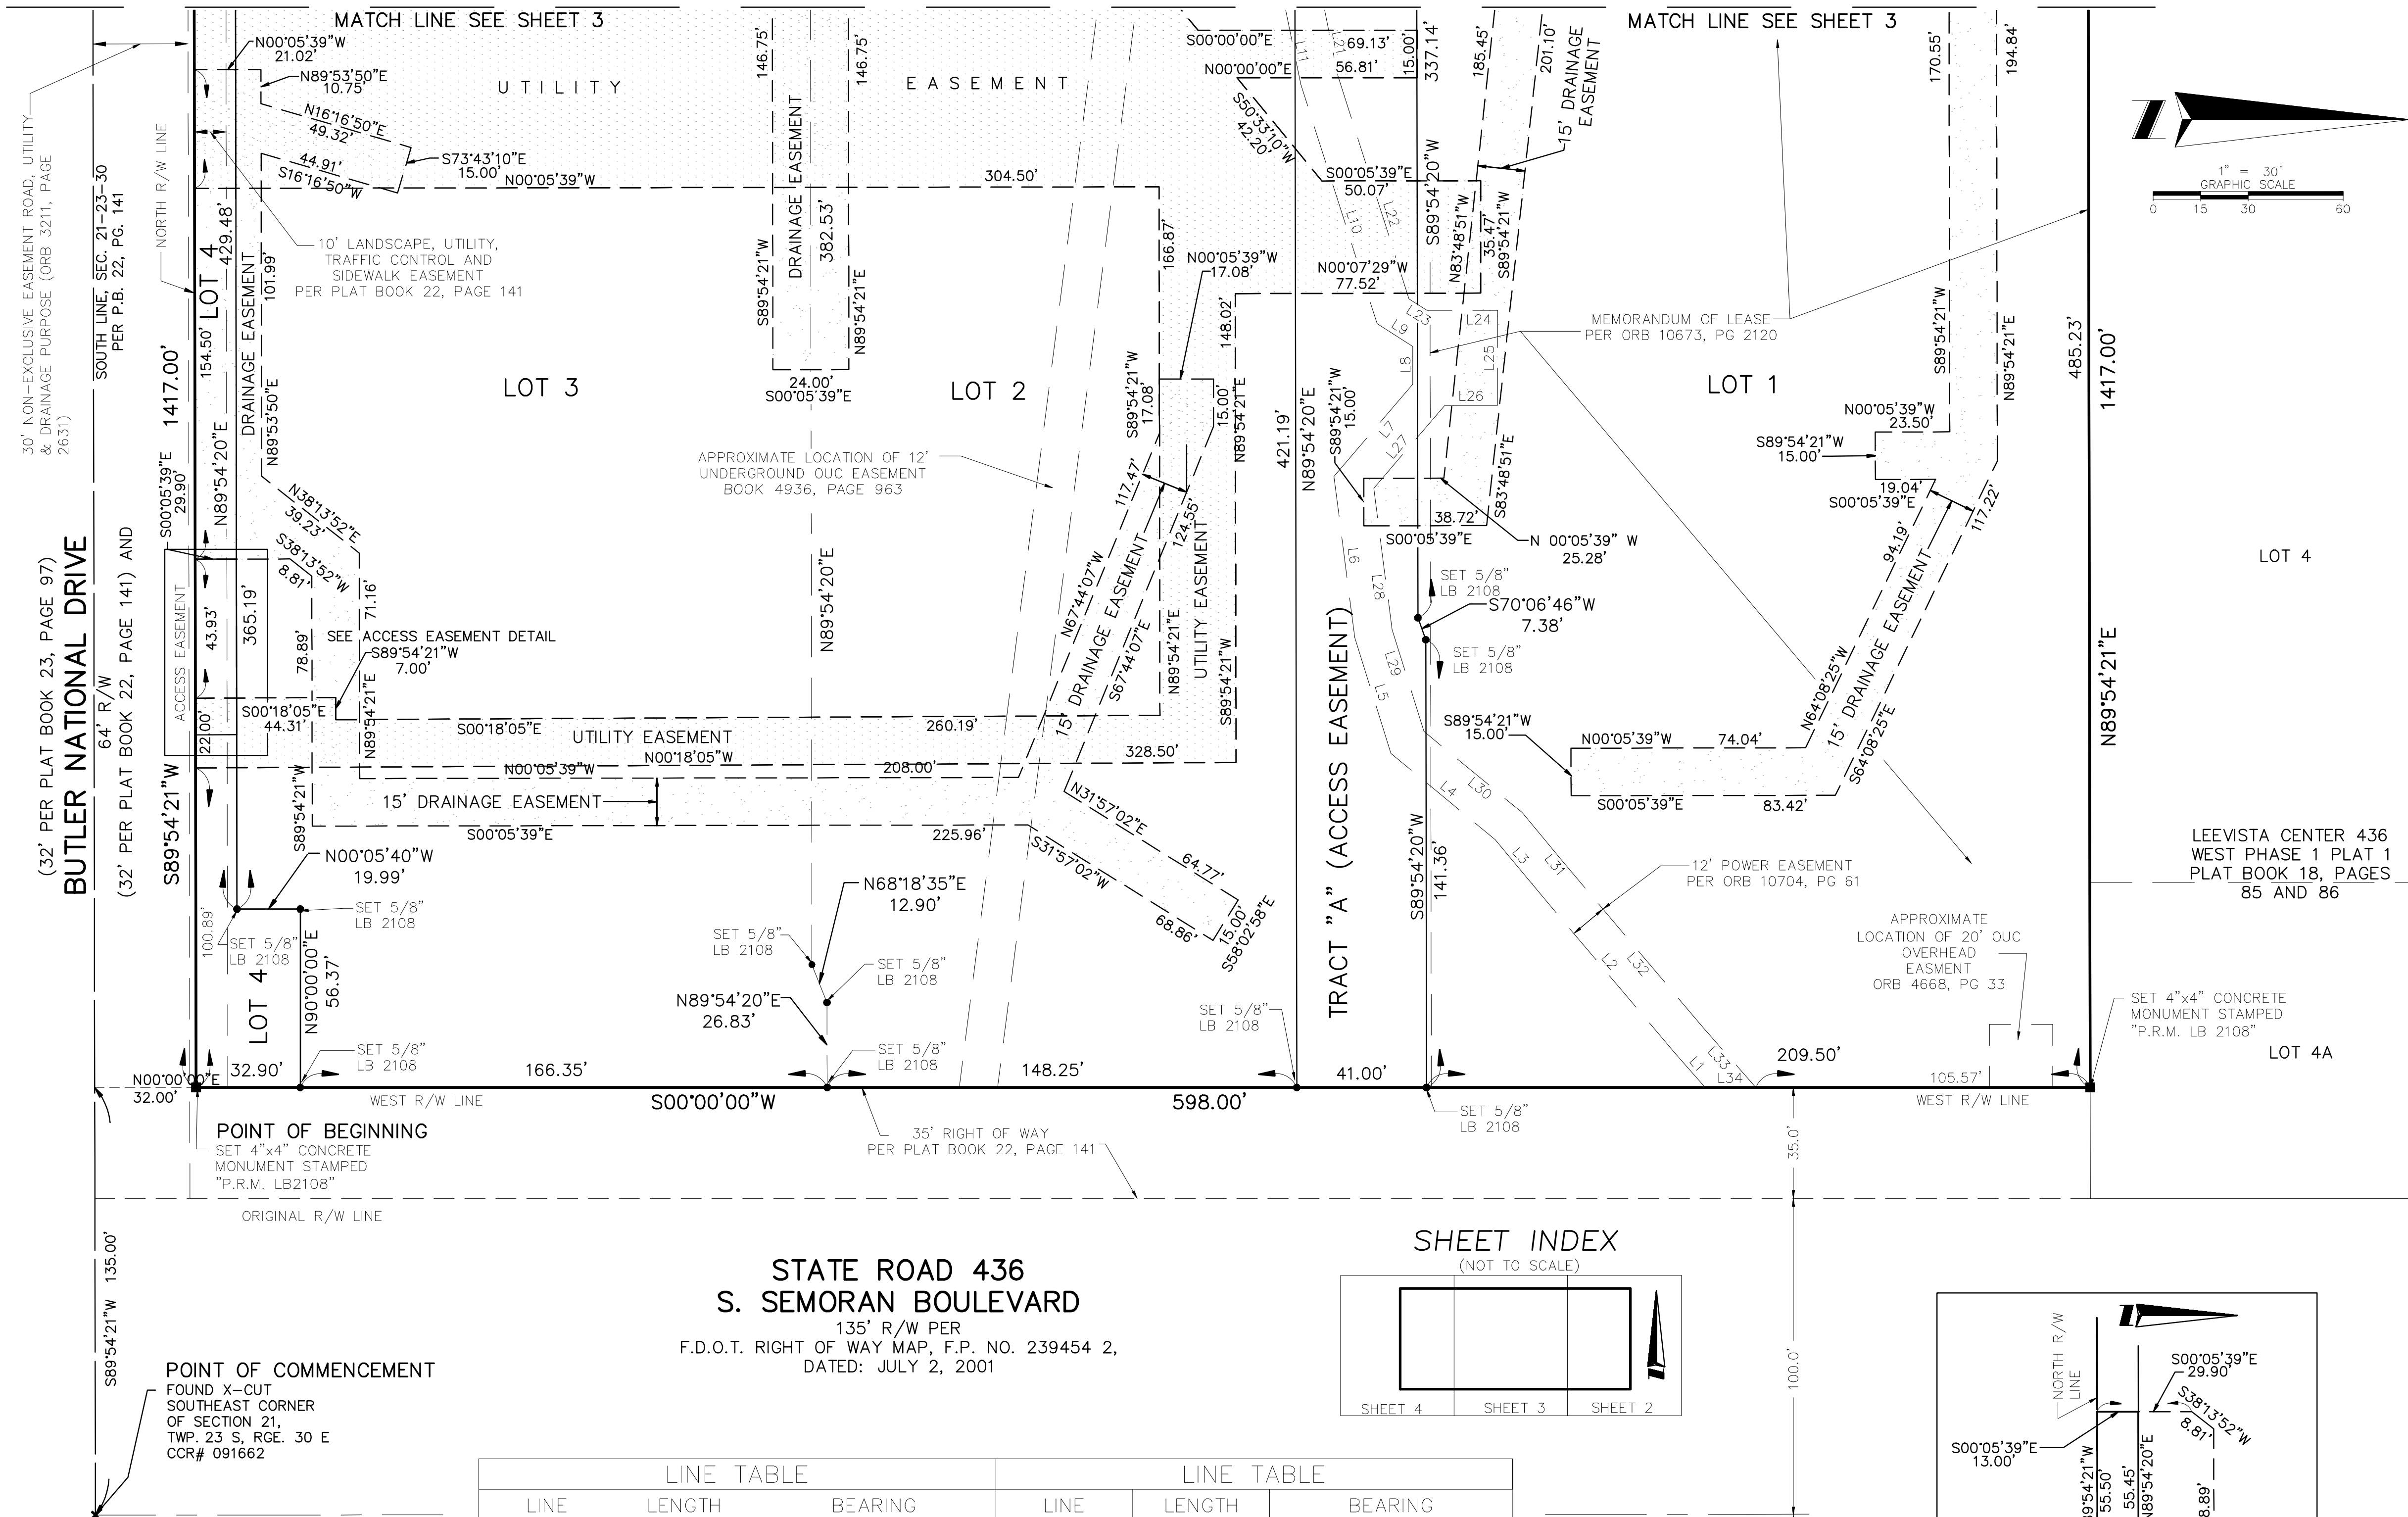 MATCH LINE SEE SHEET 3
MATCH LINE SEE SHEET 3
30' NON-EXCLUSIVE EASEMENT ROAD, UTILITY
& DRAINAGE PURPOSE (ORB 3211, PAGE
2631)
SOUTH LINE, SEC. 21-23-30
PER P.B. 22, PG. 141
NORTH R/W LINE
N00°05'39"W
21.02'
N89°53'50"E
10.75'
N16°16'50"E
49.32'
44.91'
S16°16'50"W
S73°43'10"E
15.00'
N00°05'39"W
304.50'
UTILITY EASEMENT
10' LANDSCAPE, UTILITY,
TRAFFIC CONTROL AND
SIDEWALK EASEMENT
PER PLAT BOOK 22, PAGE 141
LOT 4
429.48'
154.50'
1417.00'
DRAINAGE EASEMENT
101.99'
N89°53'50"E
N89°54'20"E
S00°05'39"E
29.90'
N38°13'52"E
39.23'
S38°13'52"W
8.81'
146.75'
146.75'
DRAINAGE EASEMENT
382.53'
S89°54'21"W
N89°54'21"E
24.00'
S00°05'39"E
LOT 3
LOT 2
LOT 1
APPROXIMATE LOCATION OF 12'
UNDERGROUND OUC EASEMENT
BOOK 4936, PAGE 963
N89°54'20"E
166.87'
N00°05'39"W
17.08'
148.02'
S89°54'21"W
17.08'
15.00'
N89°54'21"E
117.47'
N67°44'07"W
124.55'
S67°44'07"E
15' DRAINAGE EASEMENT
UTILITY EASEMENT
N89°54'21"E
S89°54'21"W
S00°00'00"E
69.13'
N00°00'00"E
56.81'
15.00'
337.14'
S50°33'10"W
42.20'
S00°05'39"E
50.07'
N00°07'29"W
77.52'
S89°54'20"W
35.47'
S89°54'21"W
N83°48'51"W
185.45'
201.10'
15' DRAINAGE
EASEMENT
L11
L21
L10
L22
L9
L23
L24
L8
L25
L26
L7
L27
L6
L28
L29
L5
L4
L30
L3
L31
L2
L32
L1
L33
L34
MEMORANDUM OF LEASE
PER ORB 10673, PG 2120
421.19'
N89°54'20"E
S89°54'21"W
15.00'
S83°48'51"E
38.72'
S00°05'39"E
N 00°05'39" W
25.28'
SET 5/8"
LB 2108
S70°06'46"W
7.38'
SET 5/8"
LB 2108
TRACT "A" (ACCESS EASEMENT)
S89°54'20"W
141.36'
170.55'
194.84'
S89°54'21"W
N89°54'21"E
N00°05'39"W
23.50'
S89°54'21"W
15.00'
19.04'
S00°05'39"E
94.19'
117.22'
N64°08'25"W
15' DRAINAGE EASEMENT
S64°08'25"E
S89°54'21"W
15.00'
N00°05'39"W
74.04'
S00°05'39"E
83.42'
485.23'
1417.00'
N89°54'21"E
1" = 30'
GRAPHIC SCALE
0 15 30 60
LOT 4
LEEVISTA CENTER 436
WEST PHASE 1 PLAT 1
PLAT BOOK 18, PAGES
85 AND 86
LOT 4A
(32' PER PLAT BOOK 23, PAGE 97)
BUTLER NATIONAL DRIVE
64' R/W
(32' PER PLAT BOOK 22, PAGE 141) AND
ACCESS EASEMENT
43.93'
365.19'
22.00'
78.89'
71.16'
SEE ACCESS EASEMENT DETAIL
S89°54'21"W
7.00'
S00°18'05"E
44.31'
N89°54'21"E
S00°18'05"E
260.19'
UTILITY EASEMENT
N00°18'05"W
328.50'
N00°05'39"W
208.00'
15' DRAINAGE EASEMENT
S00°05'39"E
225.96'
S89°54'21"W
S89°54'21"W
N00°05'40"W
19.99'
N31°57'02"E
64.77'
S31°57'02"W
68.86'
15.00'
S58°02'58"E
100.89'
SET 5/8"
LB 2108
SET 5/8"
LB 2108
LOT 4
N90°00'00"E
56.37'
SET 5/8"
LB 2108
N68°18'35"E
12.90'
SET 5/8"
LB 2108
SET 5/8"
LB 2108
N89°54'20"E
26.83'
SET 5/8"
LB 2108
SET 5/8"
LB 2108
12' POWER EASEMENT
PER ORB 10704, PG 61
APPROXIMATE
LOCATION OF 20' OUC
OVERHEAD
EASMENT
ORB 4668, PG 33
SET 4"x4" CONCRETE
MONUMENT STAMPED
"P.R.M. LB 2108"
N00°00'00"E
32.00'
32.90'
166.35'
148.25'
41.00'
209.50'
105.57'
WEST R/W LINE
S00°00'00"W
598.00'
WEST R/W LINE
SET 5/8"
LB 2108
POINT OF BEGINNING
SET 4"x4" CONCRETE
MONUMENT STAMPED
"P.R.M. LB2108"
35' RIGHT OF WAY
PER PLAT BOOK 22, PAGE 141
35.0'
ORIGINAL R/W LINE
S89°54'21"W 135.00'
STATE ROAD 436
S. SEMORAN BOULEVARD
135' R/W PER
F.D.O.T. RIGHT OF WAY MAP, F.P. NO. 239454 2,
DATED: JULY 2, 2001
SHEET INDEX
(NOT TO SCALE)
SHEET 4 SHEET 3 SHEET 2
100.0'
POINT OF COMMENCEMENT
FOUND X-CUT
SOUTHEAST CORNER
OF SECTION 21,
TWP. 23 S, RGE. 30 E
CCR# 091662
LINE TABLE LINE TABLE
LINE LENGTH BEARING LINE LENGTH BEARING
NORTH R/W
LINE
S00°05'39"E
29.90'
S38°13'52"W
8.81'
S00°05'39"E
13.00'
55.50'
55.45'
N89°54'20"E